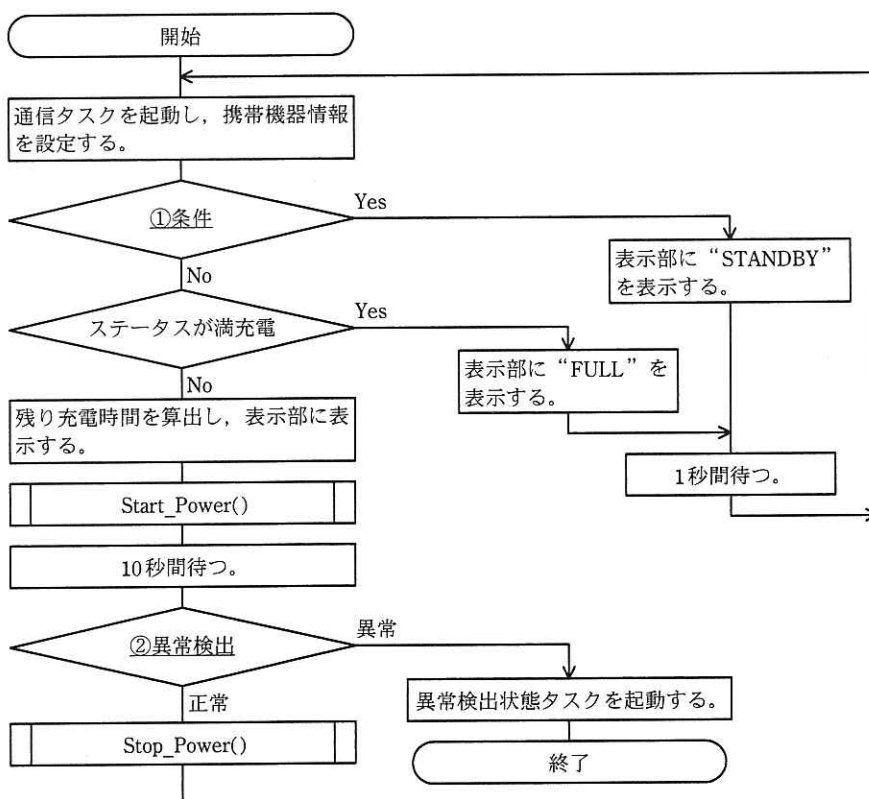 開始
通信タスクを起動し，携帯機器情報
を設定する。
①条件
Yes
No
表示部に“STANDBY”
を表示する。
ステータスが満充電
Yes
No
表示部に“FULL”を
表示する。
残り充電時間を算出し，表示部に表
示する。
1秒間待つ。
Start_Power()
10秒間待つ。
②異常検出
異常
正常
異常検出状態タスクを起動する。
Stop_Power()
終了